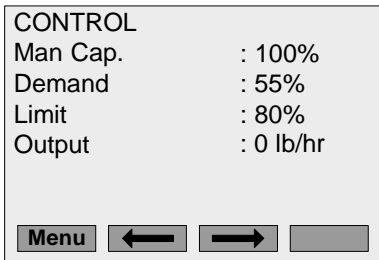 CONTROL
Man Cap. : 100%
Demand : 55%
Limit : 80%
Output : 0 lb/hr
Menu